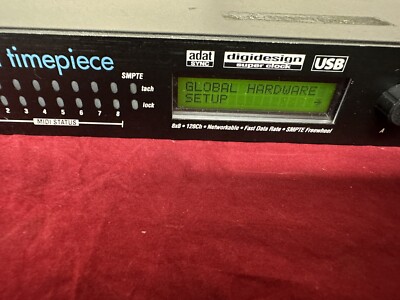 timepiece
adat
SYNC
digidesign
super clock
USB
SMPTE
tach
lock
GLOBAL HARDWARE
SETUP →
2 3 4 5 6 7 8
MIDI STATUS
8x8 • 128Ch • Networkable • Fast Data Rate • SMPTE Freewheel
A